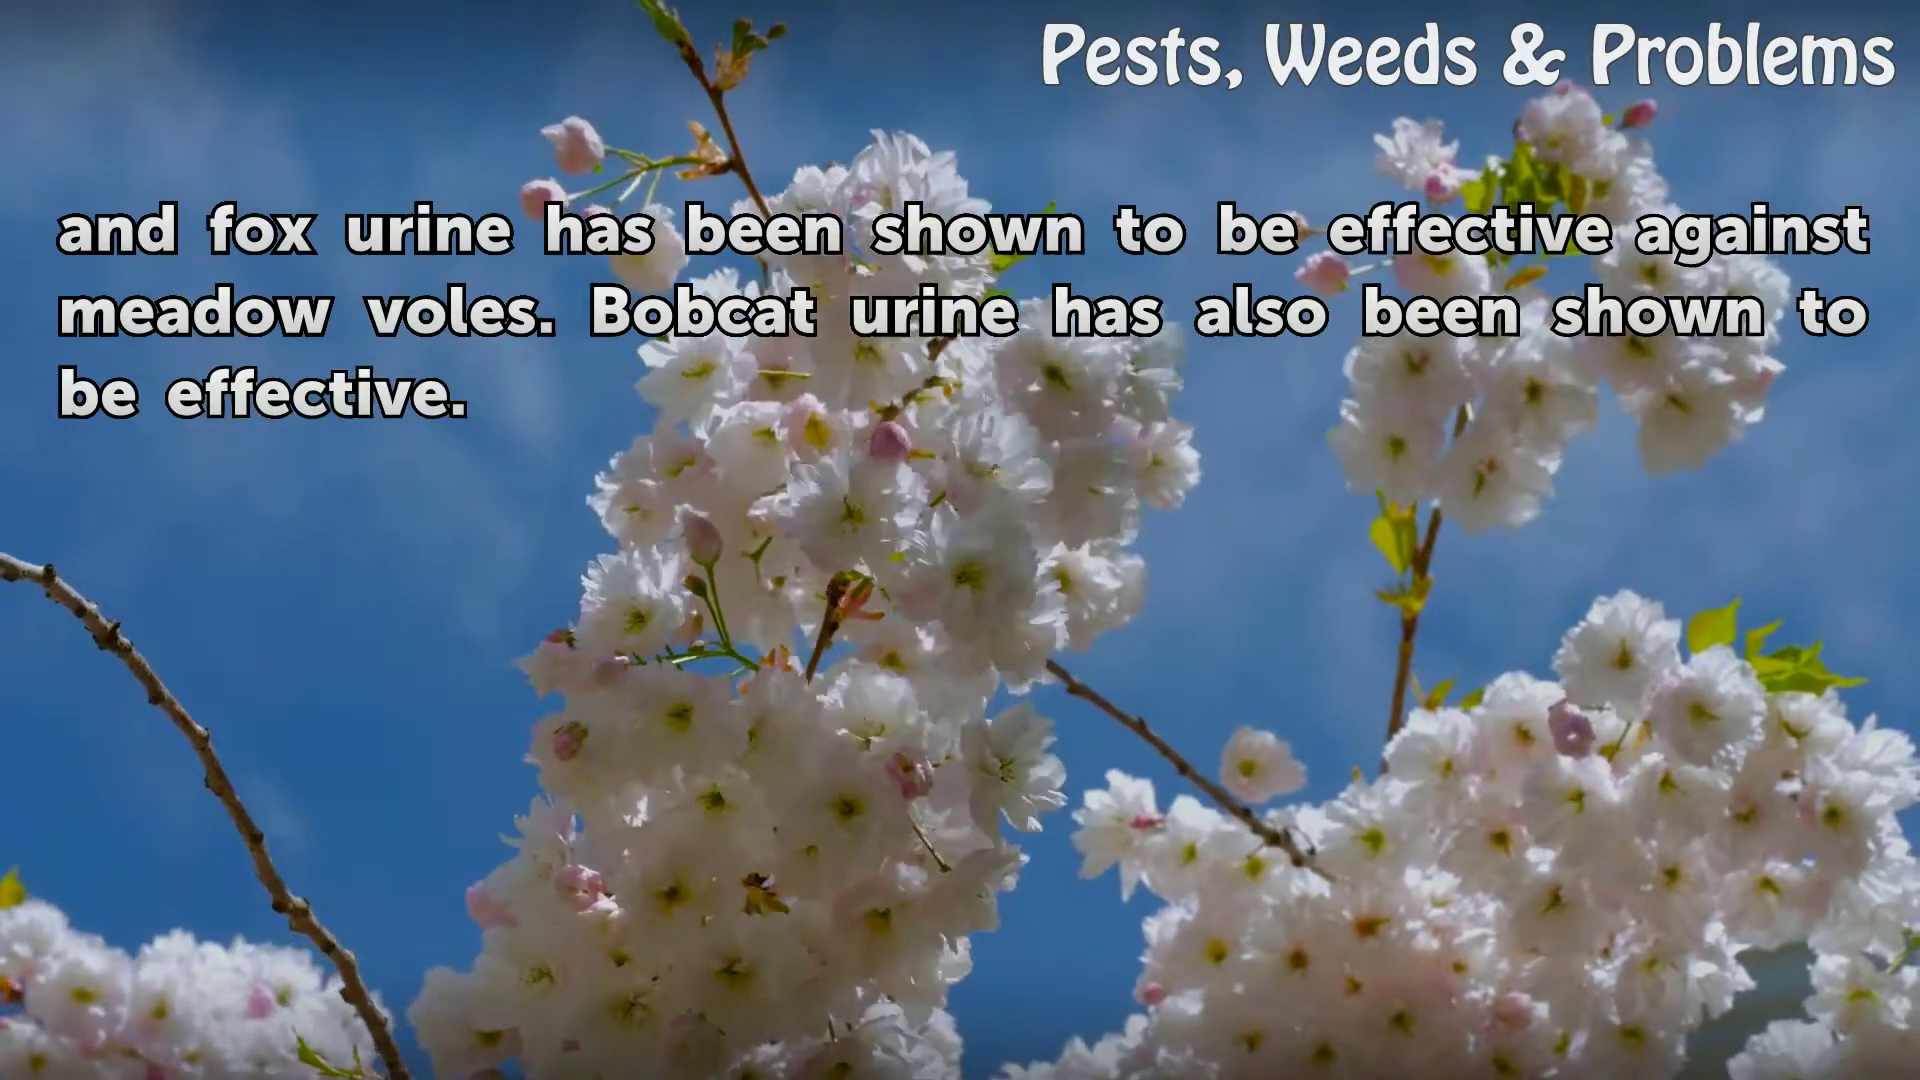 Pests, Weeds & Problems
and fox urine has been shown to be effective against
meadow voles. Bobcat urine has also been shown to
be effective.